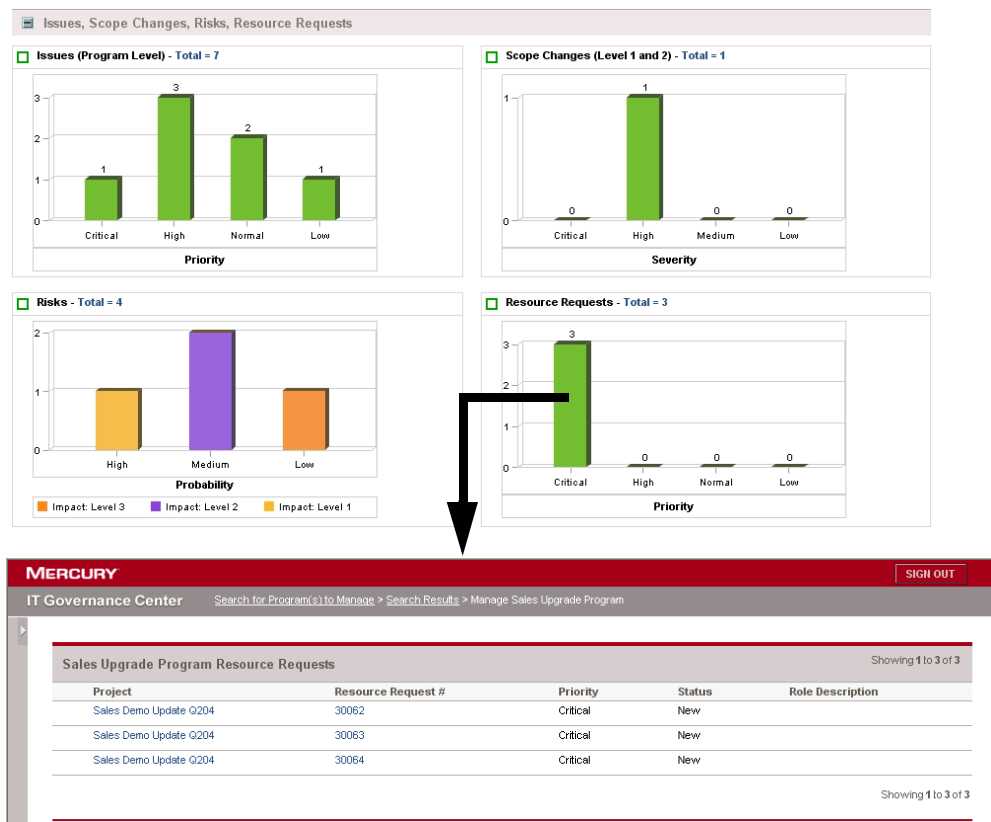 Issues, Scope Changes, Risks, Resource Requests
Issues (Program Level) - Total = 7
3
2
1
0
1
3
2
1
Critical High Normal Low
Priority
Scope Changes (Level 1 and 2) - Total = 1
1
0
0
1
0
0
Critical High Medium Low
Severity
Risks - Total = 4
2
1
0
High Medium Low
Probability
Impact: Level 3 Impact: Level 2 Impact: Level 1
Resource Requests - Total = 3
3
2
1
0
3
0
0
0
Critical High Normal Low
Priority
MERCURY SIGN OUT
IT Governance Center Search for Program(s) to Manage > Search Results > Manage Sales Upgrade Program
Sales Upgrade Program Resource Requests Showing 1 to 3 of 3
Project Resource Request # Priority Status Role Description
Sales Demo Update Q204 30062 Critical New
Sales Demo Update Q204 30063 Critical New
Sales Demo Update Q204 30064 Critical New
Showing 1 to 3 of 3